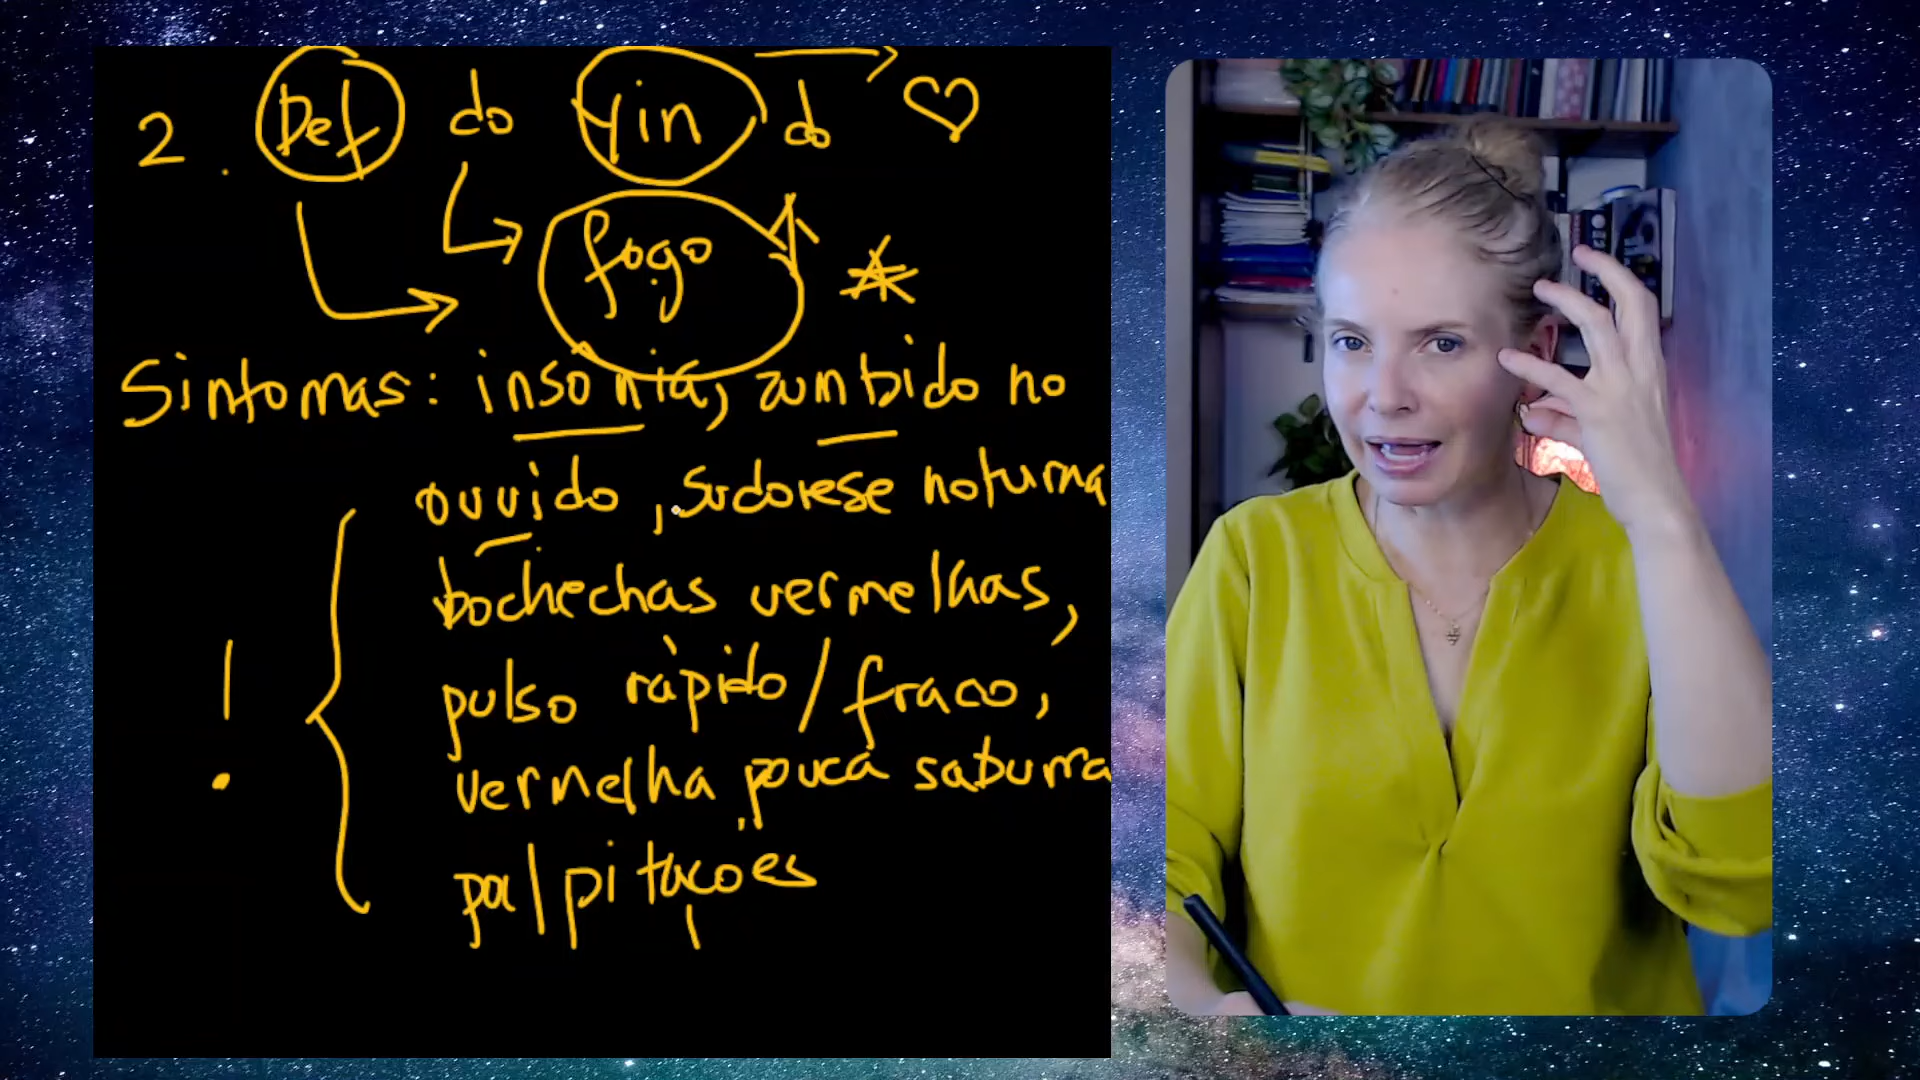 2. Def do Yin do ♡
fogo
Sintomas: insônia, zumbido no
ouvido, sudorese noturna
bochechas vermelhas,
pulso rápido/fraco,
vermelha pouca saburra
palpitações
!